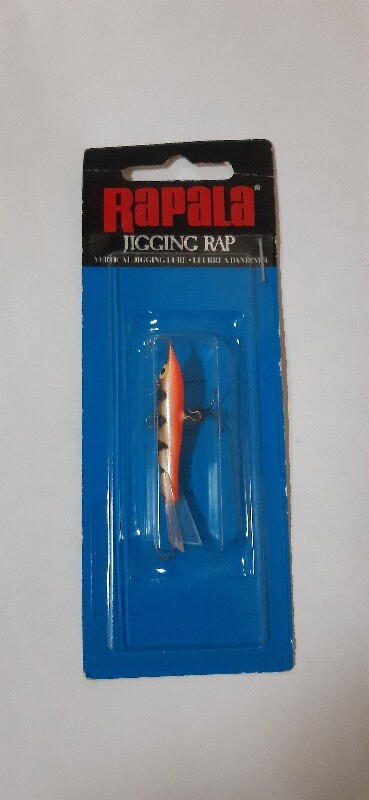 RAPALA®
JIGGING RAP
VERTICAL JIGGING LURE • LEURRE A DANDINER